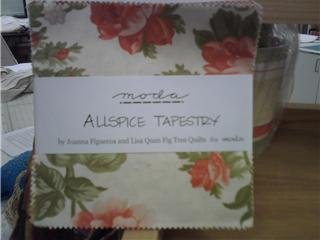 moda
ALLSPICE TAPESTRY
by Joanna Figueroa and Lisa Quan Fig Tree Quilts for moda